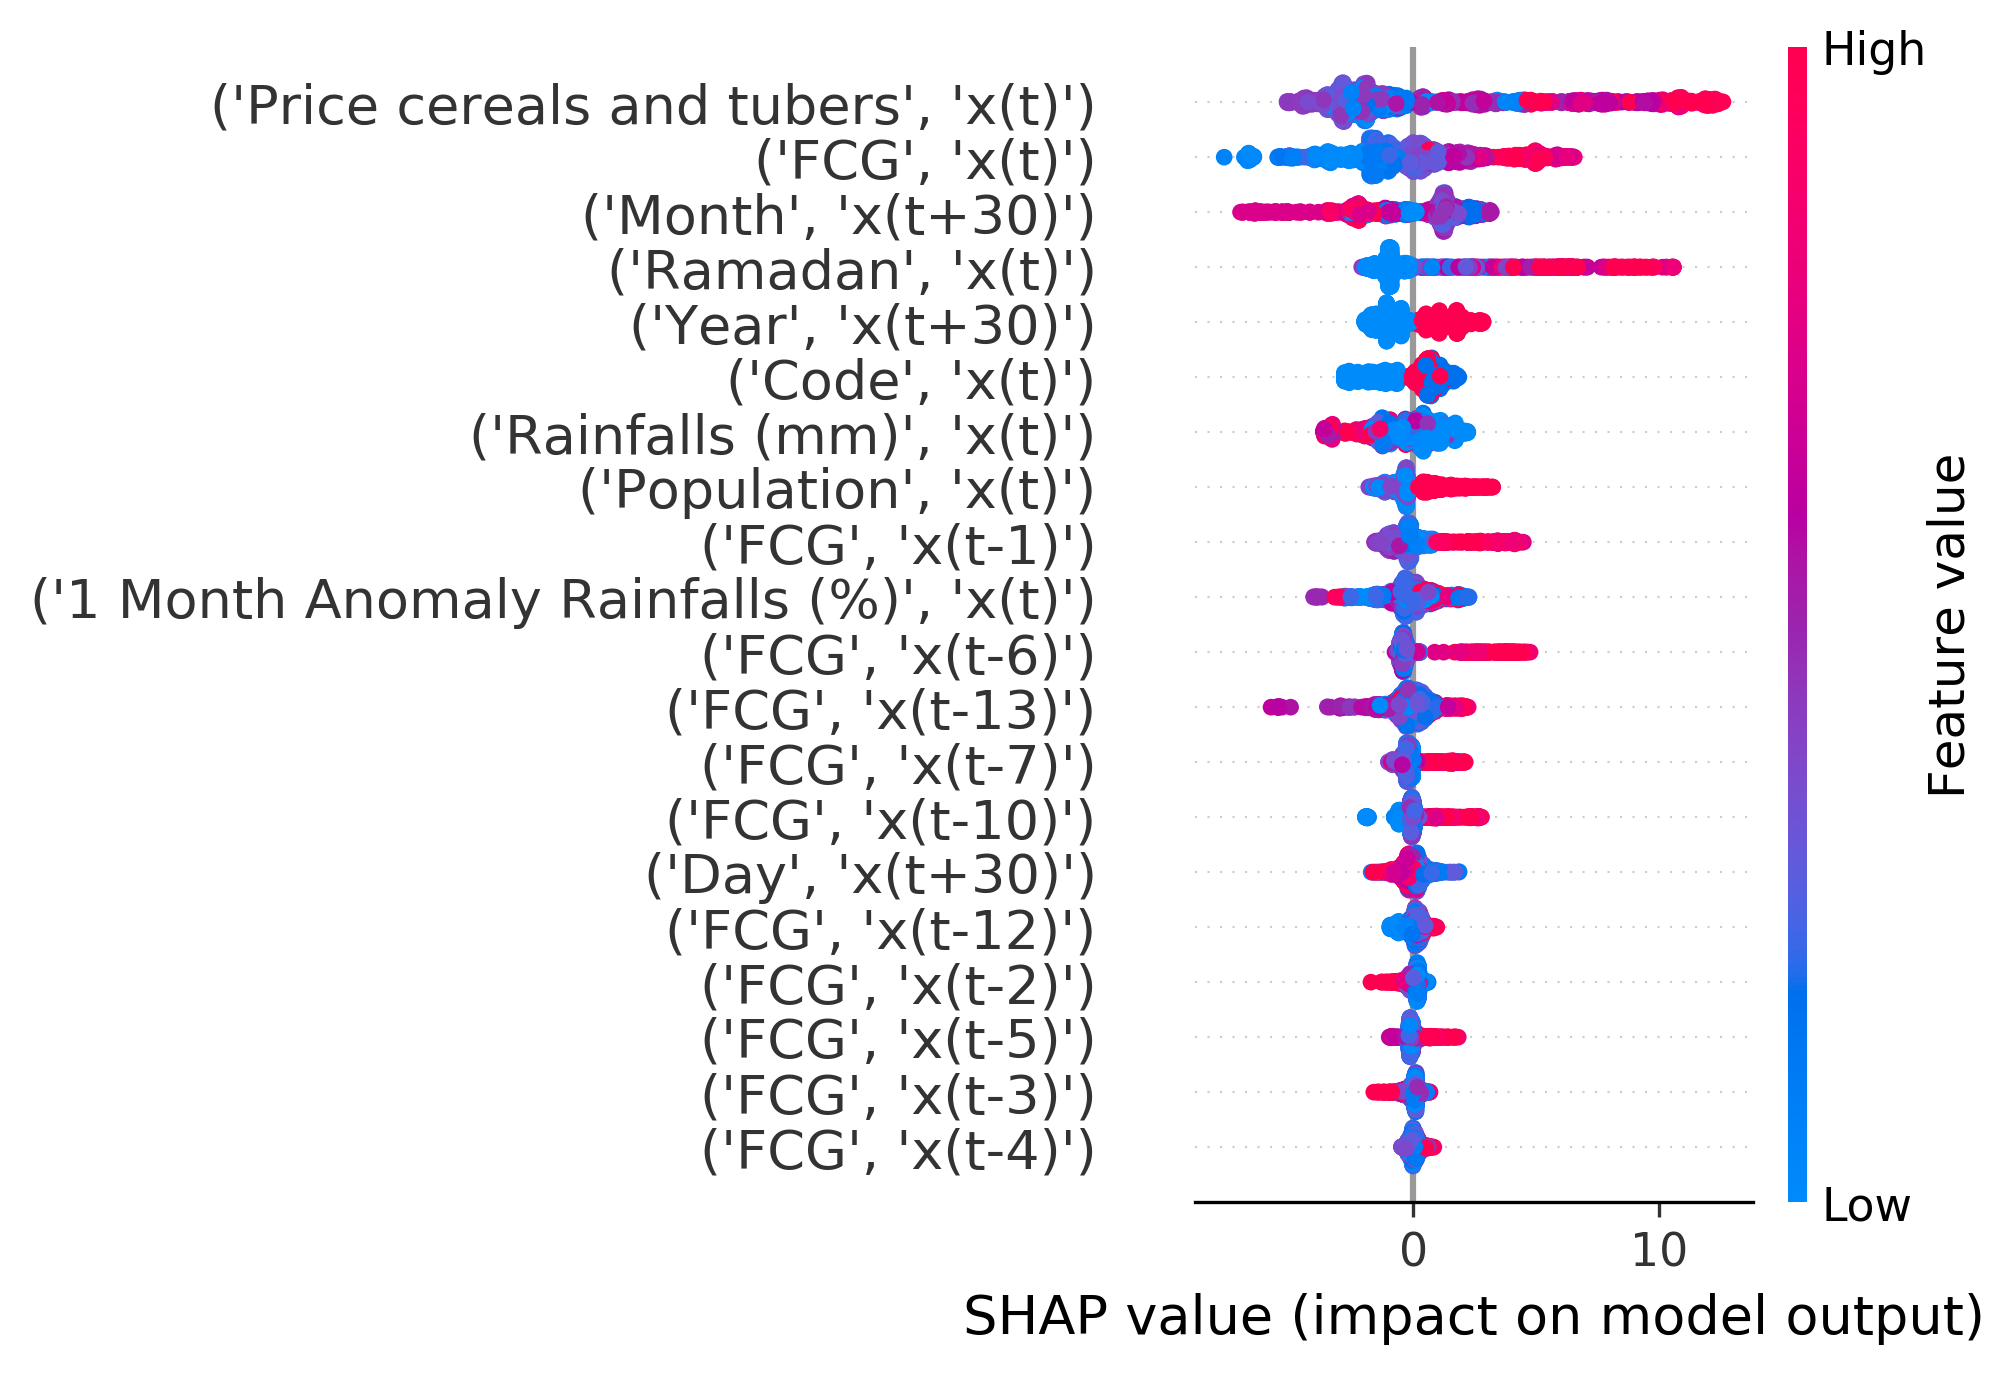 High
('Price cereals and tubers', 'x(t)')
('FCG', 'x(t)')
('Month', 'x(t+30)')
('Ramadan', 'x(t)')
('Year', 'x(t+30)')
('Code', 'x(t)')
('Rainfalls (mm)', 'x(t)')
('Population', 'x(t)')
('FCG', 'x(t-1)')
('1 Month Anomaly Rainfalls (%)', 'x(t)')
('FCG', 'x(t-6)')
('FCG', 'x(t-13)')
('FCG', 'x(t-7)')
('FCG', 'x(t-10)')
('Day', 'x(t+30)')
('FCG', 'x(t-12)')
('FCG', 'x(t-2)')
('FCG', 'x(t-5)')
('FCG', 'x(t-3)')
('FCG', 'x(t-4)')
Feature value
Low
0 10
SHAP value (impact on model output)